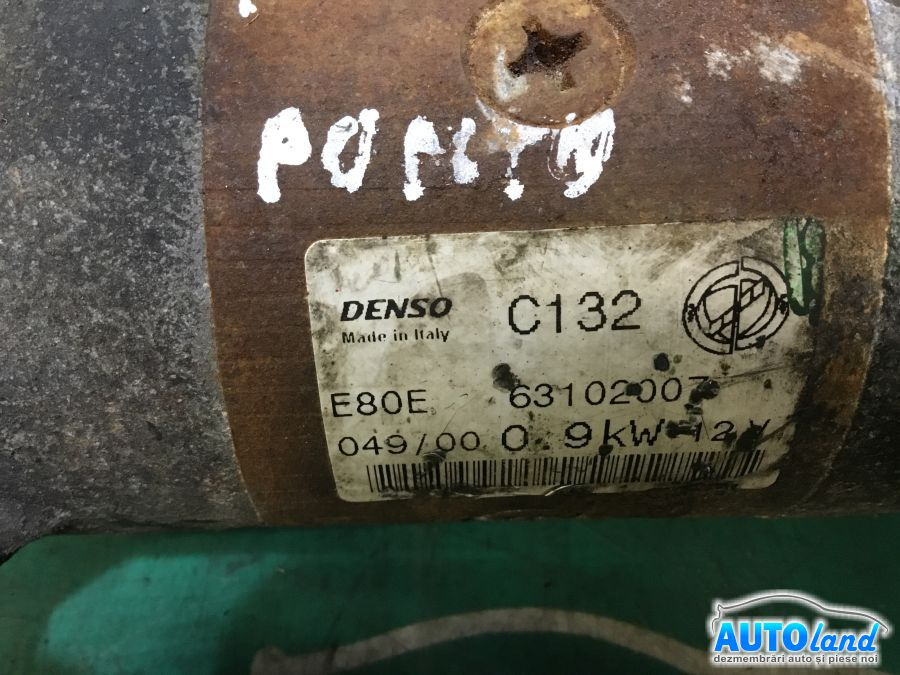 PUNTO
DENSO
Made in Italy
C132
E80E 63102007
049/00 0.9kW 12V
AUTOland
dezmembrări auto și piese noi